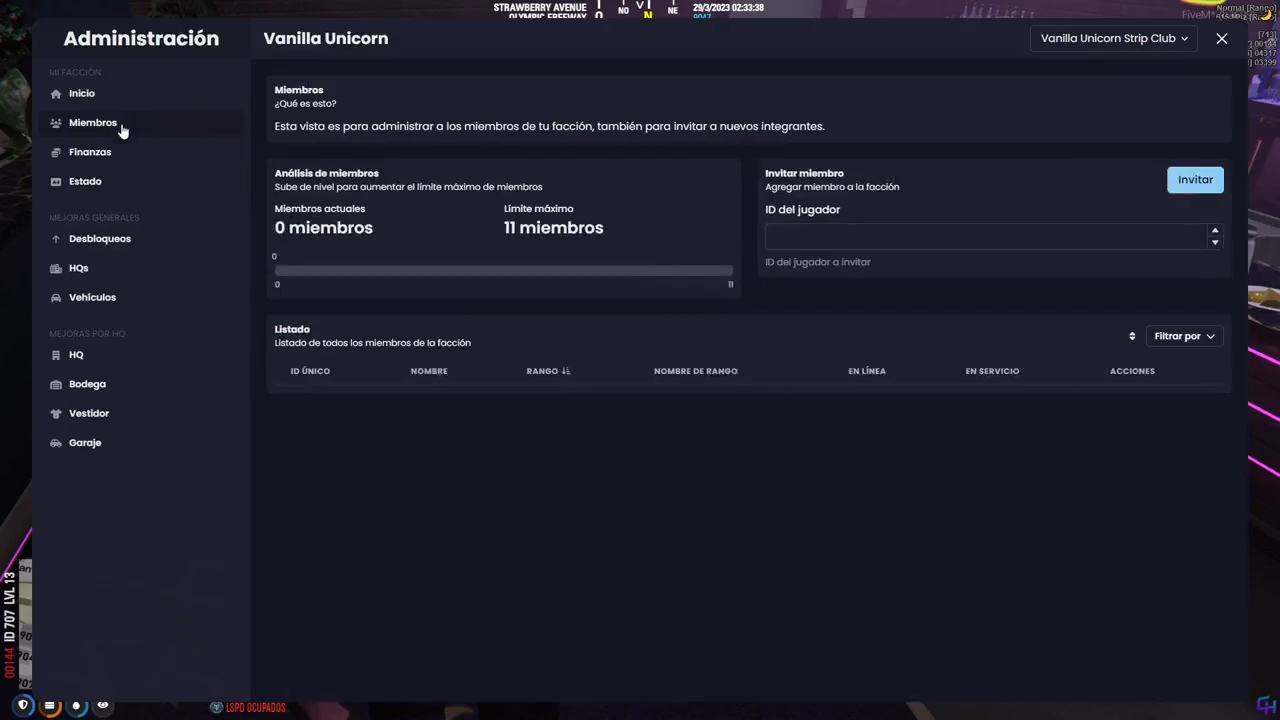 STRAWBERRY AVENUE
OLYMPIC FREEWAY
0
NO
V
N
NE
29/3/2023 02:33:38
9047
FiveM
Administración
Vanilla Unicorn
Vanilla Unicorn Strip Club
MI FACCIÓN
Inicio
Miembros
Finanzas
Estado
MEJORAS GENERALES
Desbloqueos
HQs
Vehículos
MEJORAS POR HQ
HQ
Bodega
Vestidor
Garaje
Miembros
¿Qué es esto?
Esta vista es para administrar a los miembros de tu facción, también para invitar a nuevos integrantes.
Análisis de miembros
Sube de nivel para aumentar el límite máximo de miembros
Miembros actuales
0 miembros
Límite máximo
11 miembros
0
0
11
Invitar miembro
Agregar miembro a la facción
Invitar
ID del jugador
ID del jugador a invitar
Listado
Listado de todos los miembros de la facción
Filtrar por
ID ÚNICO
NOMBRE
RANGO
NOMBRE DE RANGO
EN LÍNEA
EN SERVICIO
ACCIONES
00144 ID 707 LVL 13
LSPD OCUPADOS